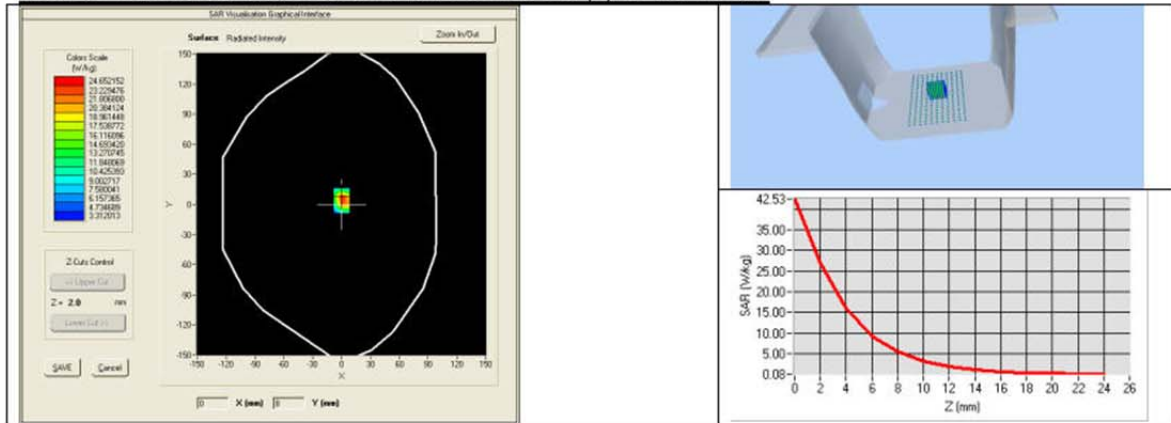 SAR Visualisation Graphical Interface
Surface Radiated Intensity
Zoom In/Out
Colors Scale
(W/kg)
24.652152
23.229476
21.806800
20.384124
18.961448
17.538772
16.116096
14.693420
13.270745
11.848069
10.425393
9.002717
7.580041
6.157365
4.734689
3.312013
Z-Cuts Control
<< Upper Cut
Z = 2.0 mm
Lower Cut >>
SAVE Cancel
150
120
90
60
30
0
-30
-60
-90
-120
-150
Y
-150 -120 -90 -60 -30 0 30 60 90 120 150
X
0 X (mm) 8 Y (mm)
42.53
35.00
30.00
25.00
20.00
15.00
10.00
5.00
0.08
SAR (W/kg)
0 2 4 6 8 10 12 14 16 18 20 22 24 26
Z (mm)